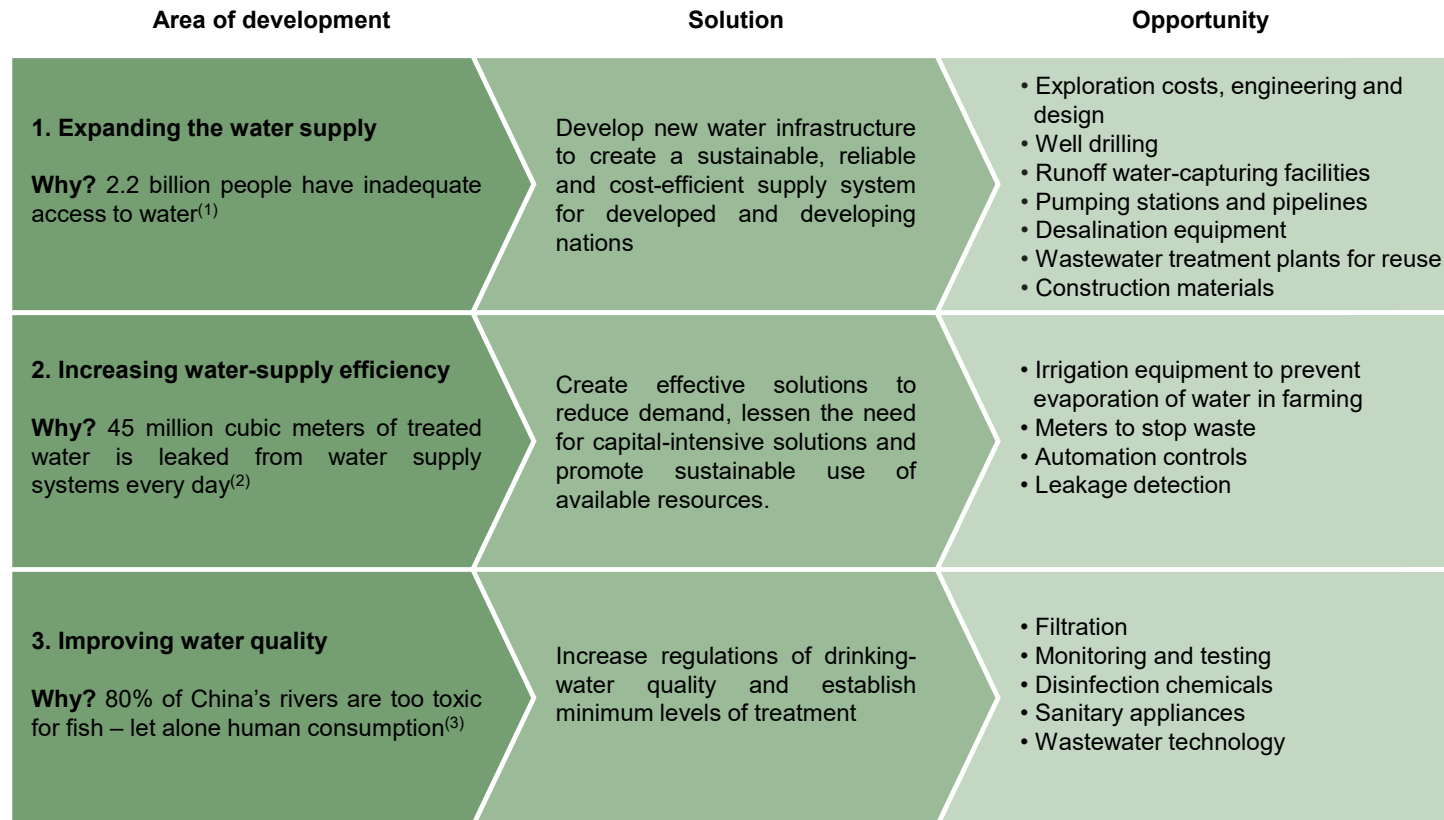 Area of development
Solution
Opportunity
1. Expanding the water supply
Why? 2.2 billion people have inadequate
access to water(1)
Develop new water infrastructure
to create a sustainable, reliable
and cost-efficient supply system
for developed and developing
nations
• Exploration costs, engineering and
design
• Well drilling
• Runoff water-capturing facilities
• Pumping stations and pipelines
• Desalination equipment
• Wastewater treatment plants for reuse
• Construction materials
2. Increasing water-supply efficiency
Why? 45 million cubic meters of treated
water is leaked from water supply
systems every day(2)
Create effective solutions to
reduce demand, lessen the need
for capital-intensive solutions and
promote sustainable use of
available resources.
• Irrigation equipment to prevent
evaporation of water in farming
• Meters to stop waste
• Automation controls
• Leakage detection
3. Improving water quality
Why? 80% of China’s rivers are too toxic
for fish – let alone human consumption(3)
Increase regulations of drinking-
water quality and establish
minimum levels of treatment
• Filtration
• Monitoring and testing
• Disinfection chemicals
• Sanitary appliances
• Wastewater technology